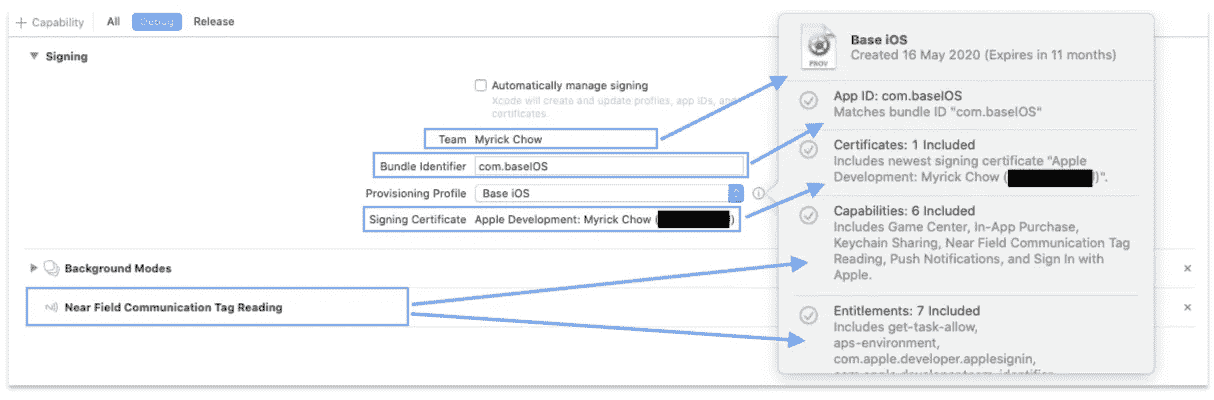 + Capability All Debug Release
Signing
Automatically manage signing
Xcode will create and update profiles, app IDs, and
certificates.
Team Myrick Chow
Bundle Identifier com.baseIOS
Provisioning Profile Base iOS
Signing Certificate Apple Development: Myrick Chow ( )
Background Modes
Near Field Communication Tag Reading
PROV
Base iOS
Created 16 May 2020 (Expires in 11 months)
App ID: com.baseIOS
Matches bundle ID "com.baseIOS"
Certificates: 1 Included
Includes newest signing certificate "Apple
Development: Myrick Chow ( )".
Capabilities: 6 Included
Includes Game Center, In-App Purchase,
Keychain Sharing, Near Field Communication Tag
Reading, Push Notifications, and Sign In with
Apple.
Entitlements: 7 Included
Includes get-task-allow,
aps-environment,
com.apple.developer.applesignin,